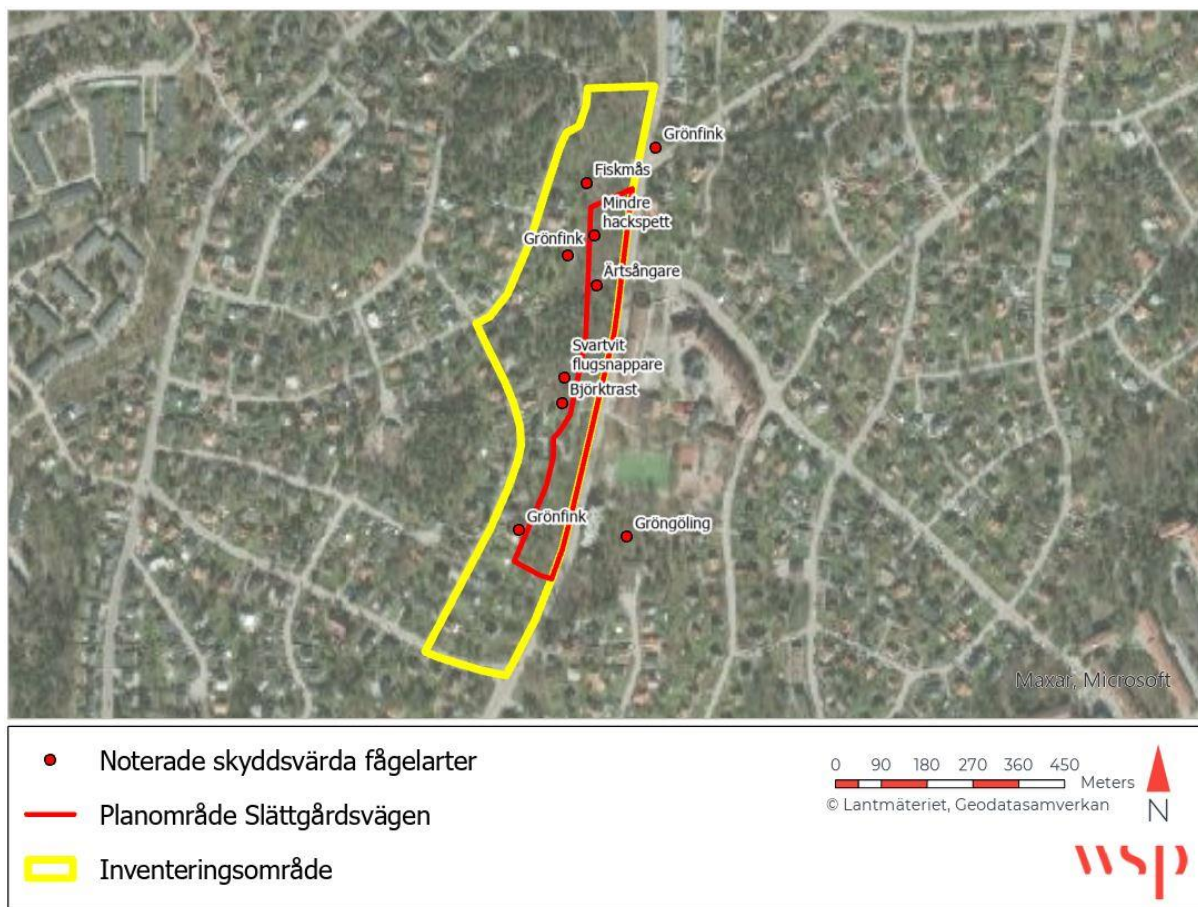 Grönfink
Fiskmås
Mindre
hackspett
Grönfink
Ärtsångare
Svartvit
flugsnappare
Björktrast
Grönfink
Gröngöling
Maxar, Microsoft
Noterade skyddsvärda fågelarter
Planområde Slättgårdsvägen
Inventeringsområde
0 90 180 270 360 450
Meters
© Lantmäteriet, Geodatasamverkan
N
wsp